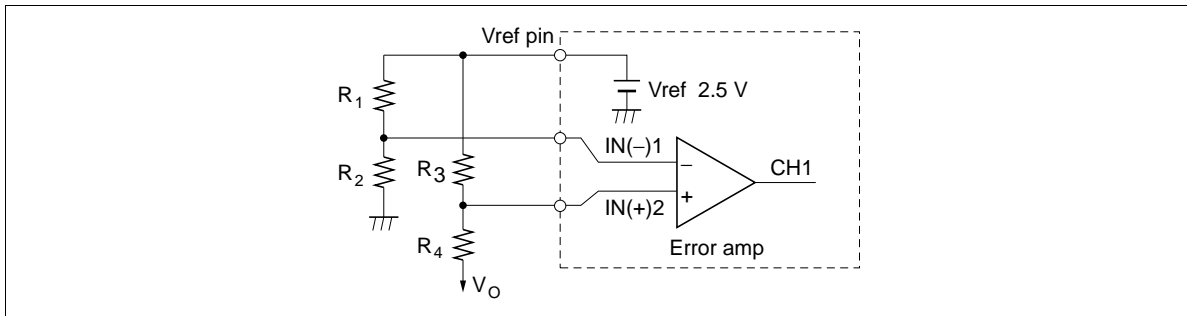 Vref pin
Vref 2.5 V
R1
IN(−)1
CH1
R2
R3
IN(+)2
R4
Error amp
VO
−
+